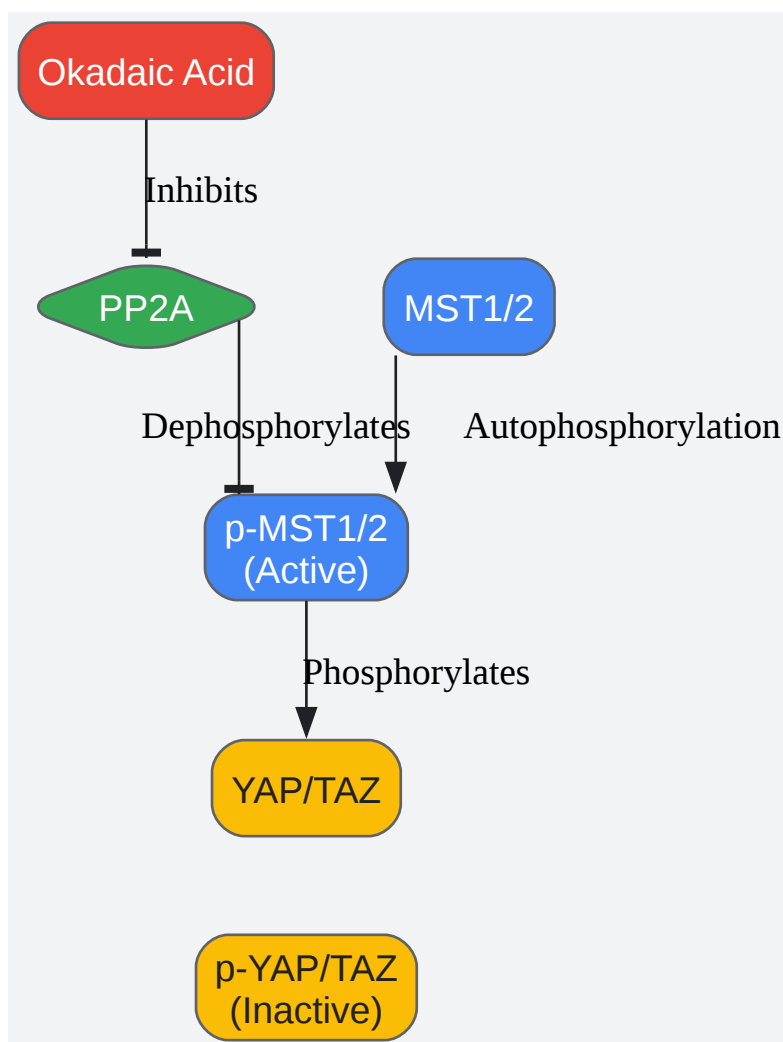 Okadaic Acid
Inhibits
PP2A
MST1/2
Dephosphorylates
Autophosphorylation
p-MST1/2
(Active)
Phosphorylates
YAP/TAZ
p-YAP/TAZ
(Inactive)